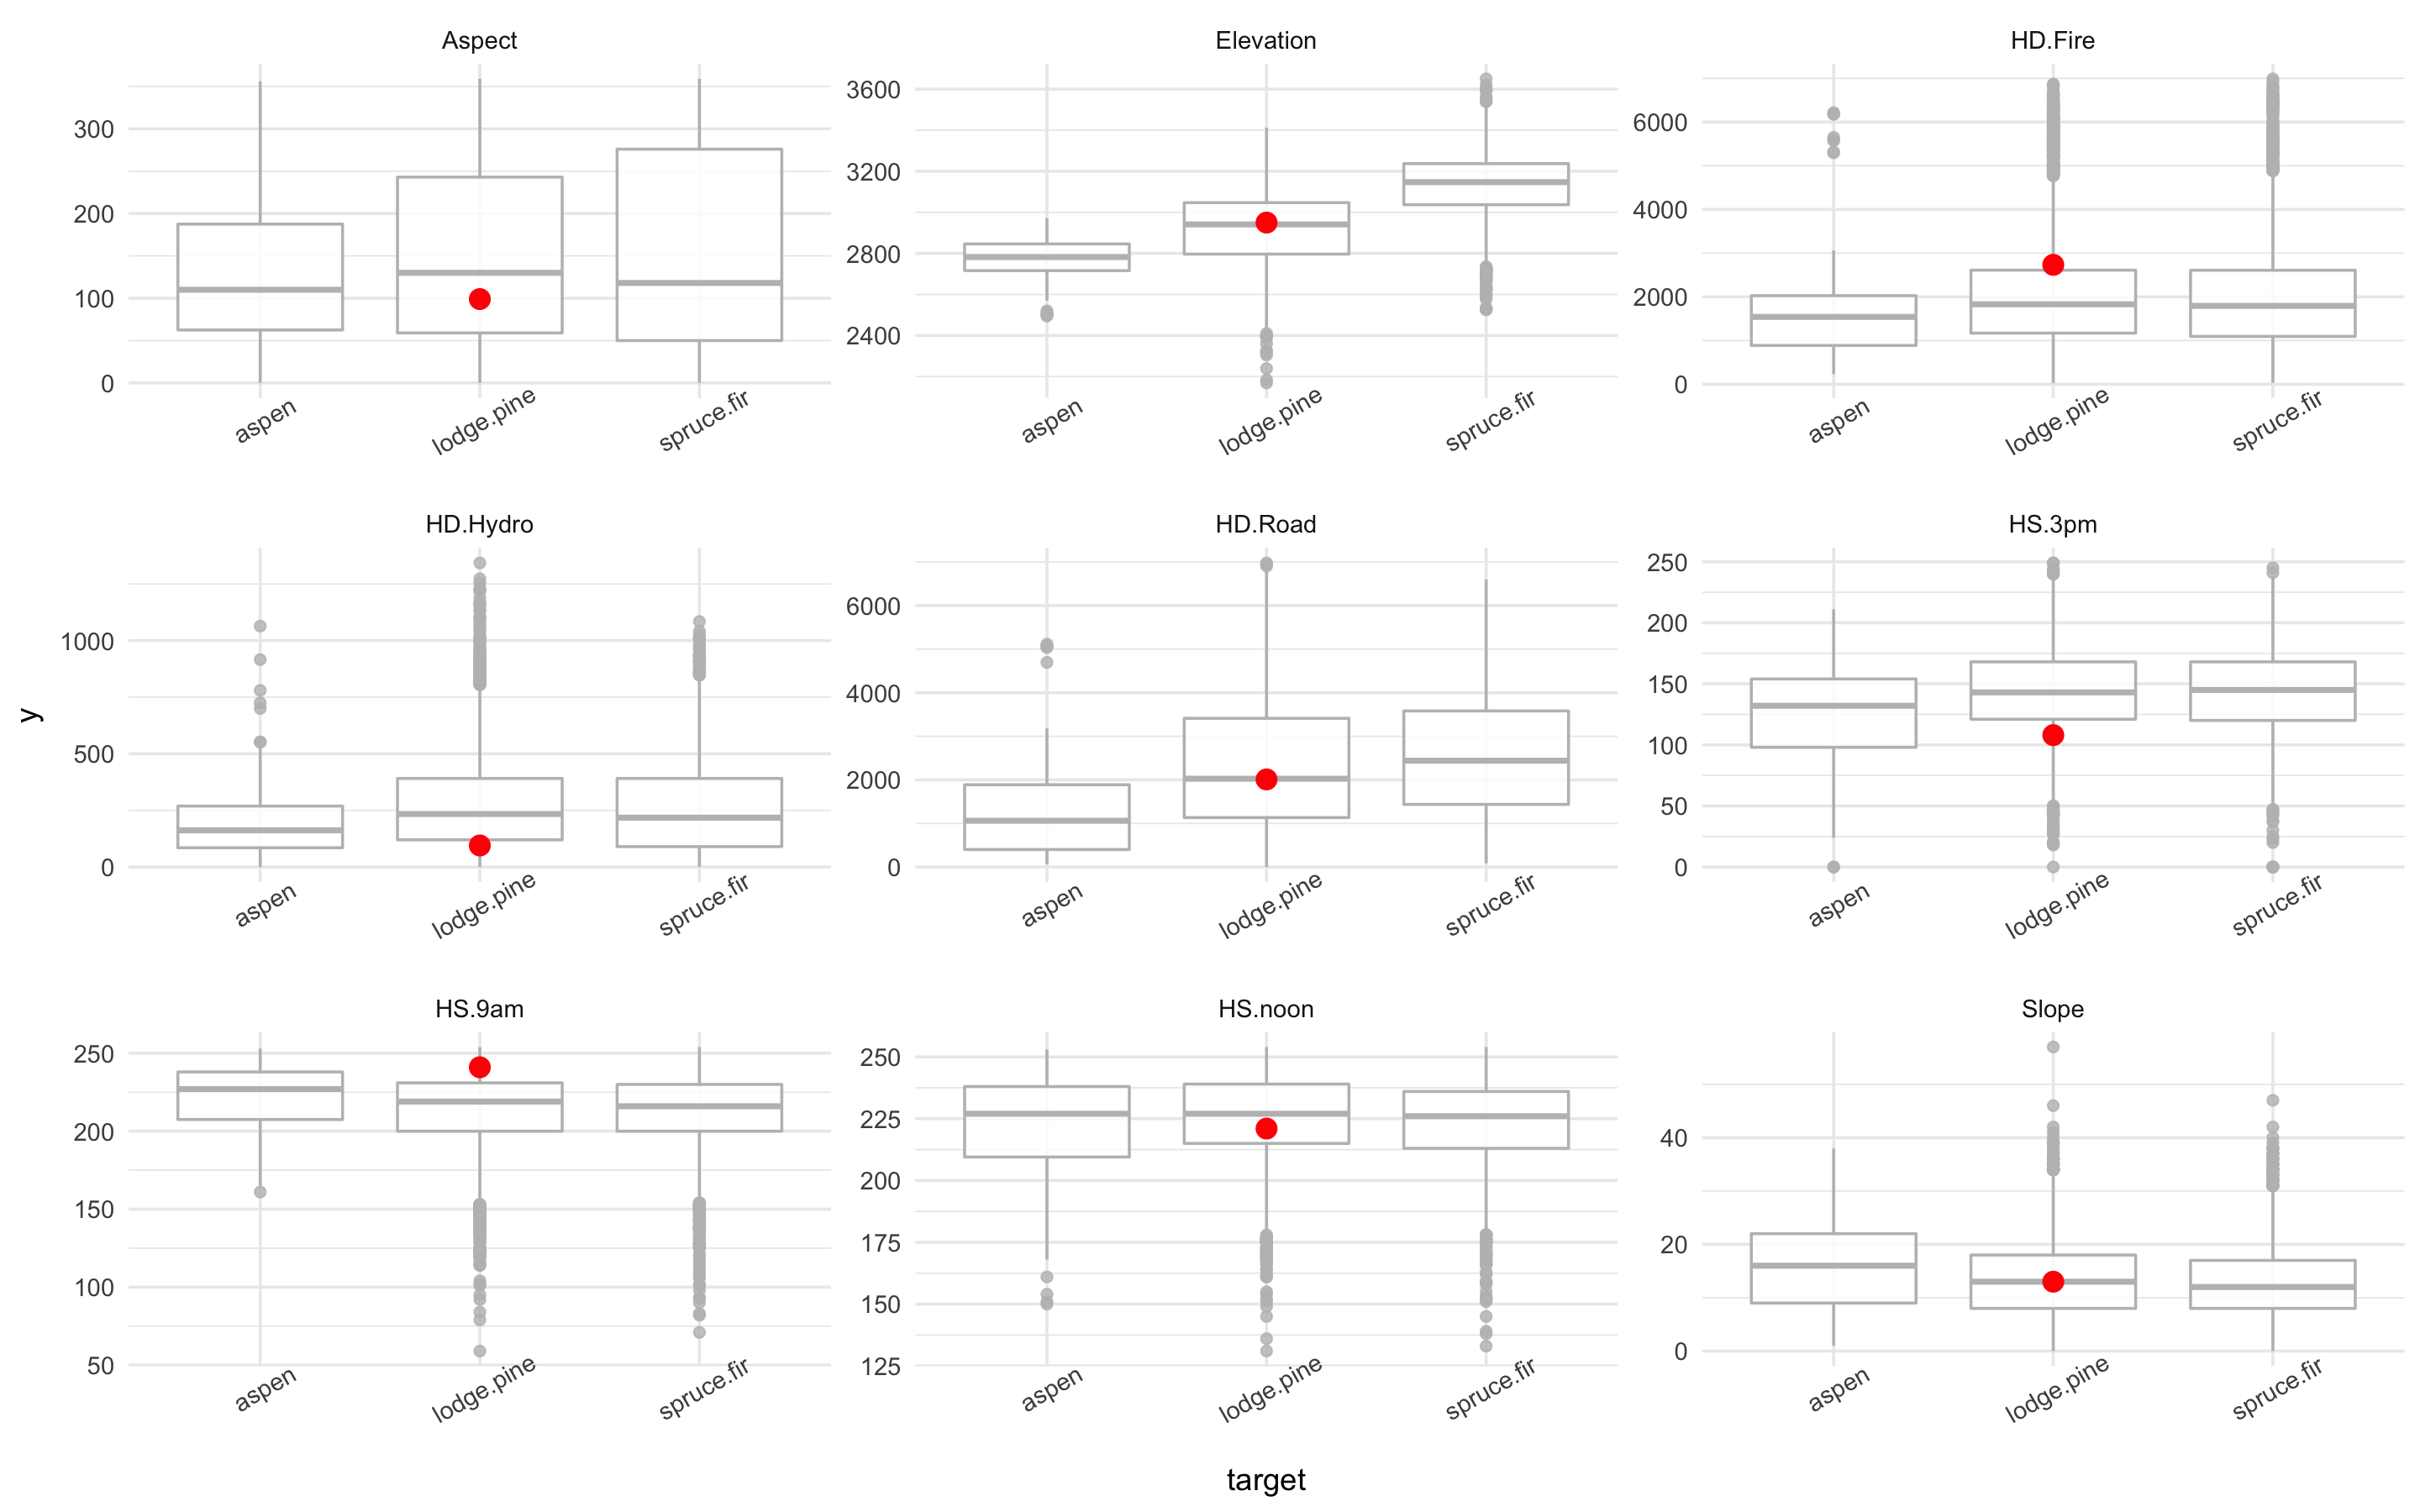 Aspect
Elevation
HD.Fire
300
200
100
0
3600
3200
2800
2400
6000
4000
2000
0
aspen
lodge.pine
spruce.fir
aspen
lodge.pine
spruce.fir
aspen
lodge.pine
spruce.fir
HD.Hydro
HD.Road
HS.3pm
y
1000
500
0
6000
4000
2000
0
250
200
150
100
50
0
aspen
lodge.pine
spruce.fir
aspen
lodge.pine
spruce.fir
aspen
lodge.pine
spruce.fir
HS.9am
HS.noon
Slope
250
200
150
100
50
250
225
200
175
150
125
40
20
0
aspen
lodge.pine
spruce.fir
aspen
lodge.pine
spruce.fir
aspen
lodge.pine
spruce.fir
target